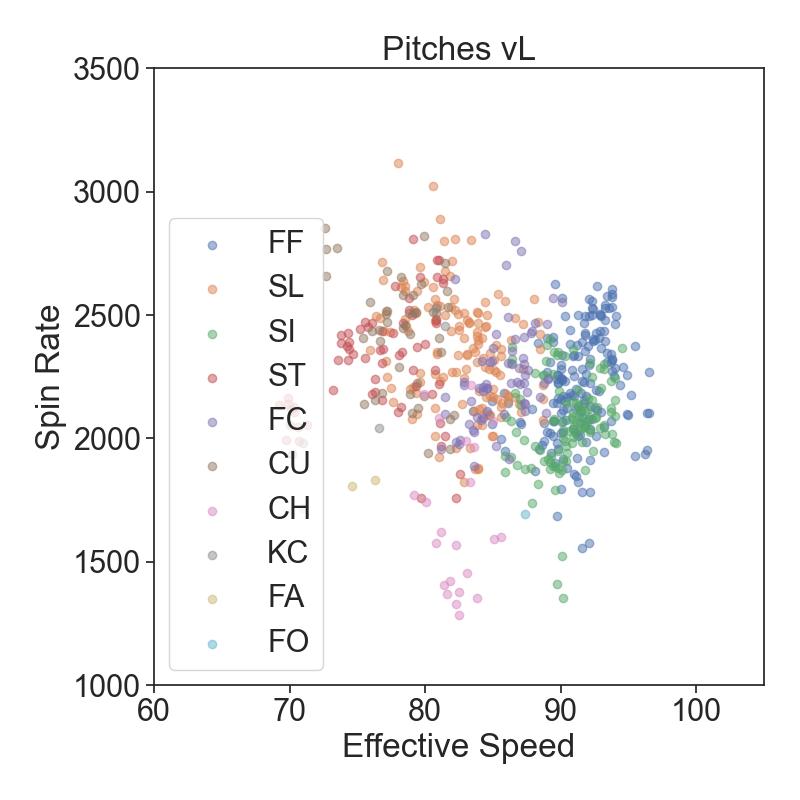 Pitches vL
3500
3000
2500
2000
1500
1000
Spin Rate
FF
SL
SI
ST
FC
CU
CH
KC
FA
FO
60 70 80 90 100
Effective Speed